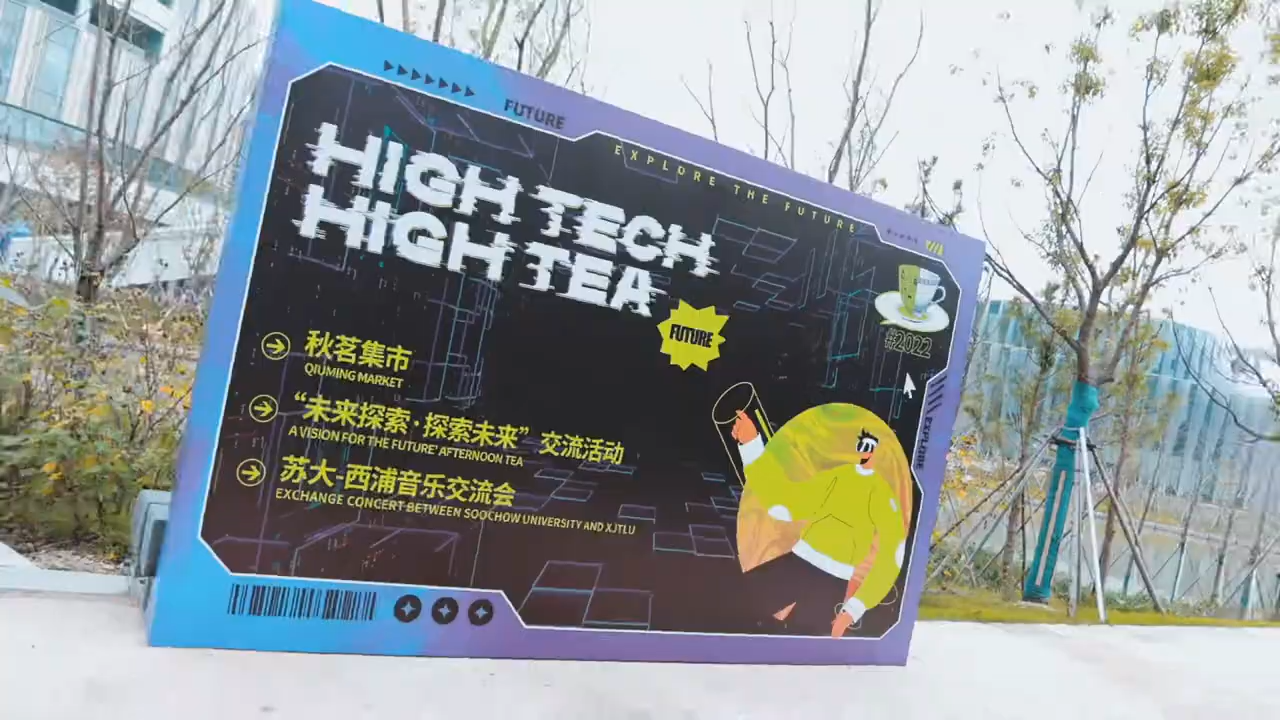 FUTURE
EXPLORE THE FUTURE
HIGH TECH
HIGH TEA
FUTURE
#2022
秋茗集市
QIUMING MARKET
“未来探索·探索未来”交流活动
A VISION FOR THE FUTURE' AFTERNOON TEA
苏大-西浦音乐交流会
EXCHANGE CONCERT BETWEEN SOOCHOW UNIVERSITY AND XJTLU
EXPLORE